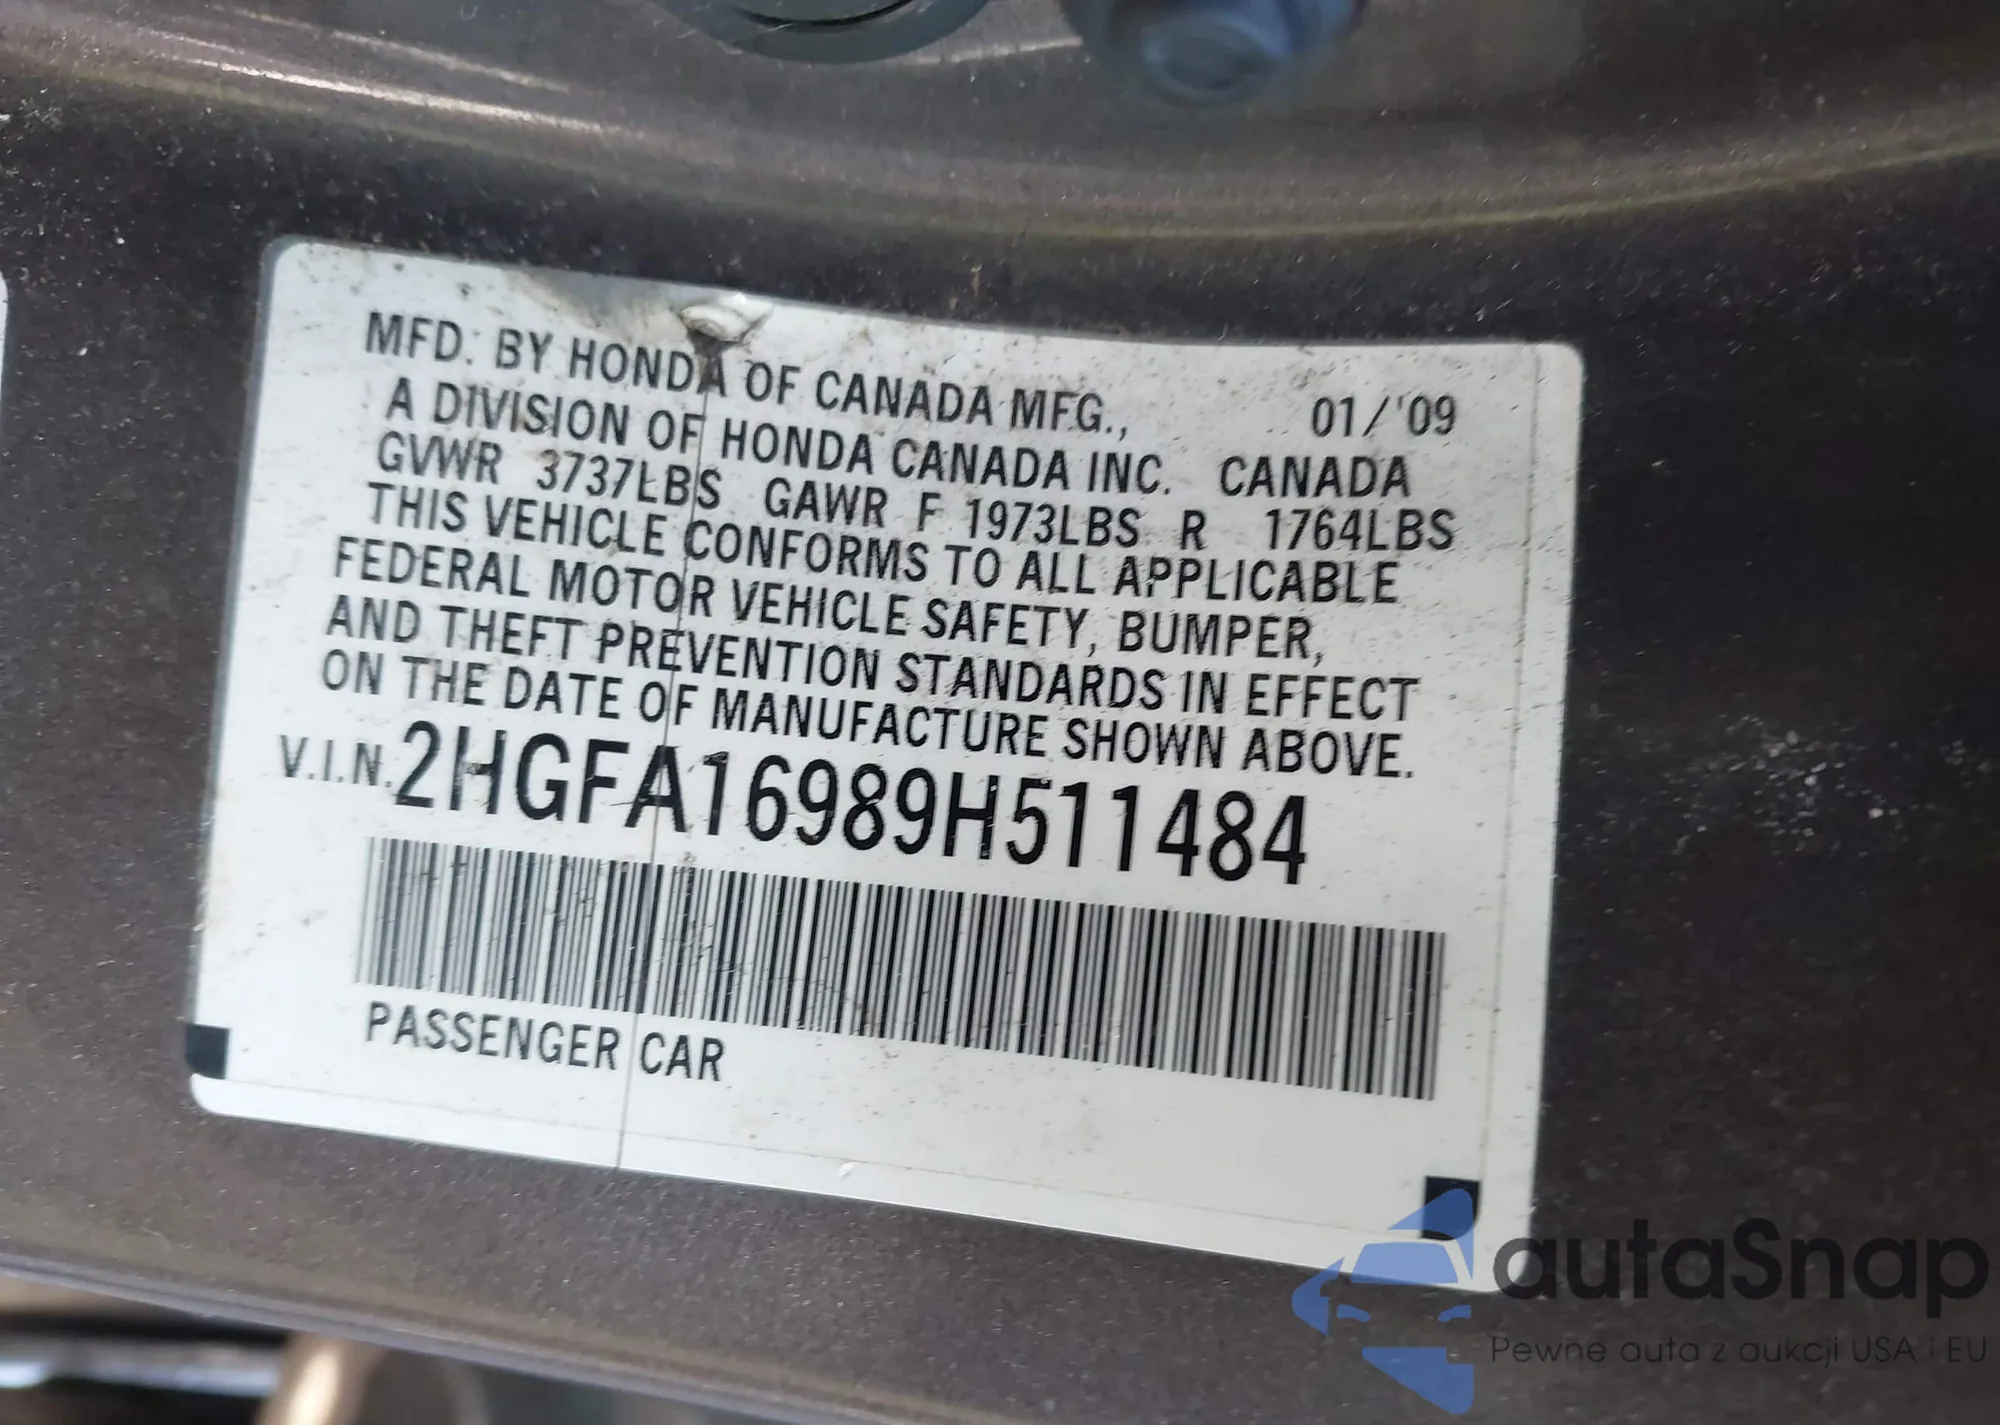 MFD. BY HONDA OF CANADA MFG., 01/'09
A DIVISION OF HONDA CANADA INC. CANADA
GVWR 3737LBS GAWR F 1973LBS R 1764LBS
THIS VEHICLE CONFORMS TO ALL APPLICABLE
FEDERAL MOTOR VEHICLE SAFETY, BUMPER,
AND THEFT PREVENTION STANDARDS IN EFFECT
ON THE DATE OF MANUFACTURE SHOWN ABOVE.
V.I.N. 2HGFA16989H511484
PASSENGER CAR
autaSnap
Pewne auta z aukcji USA i EU